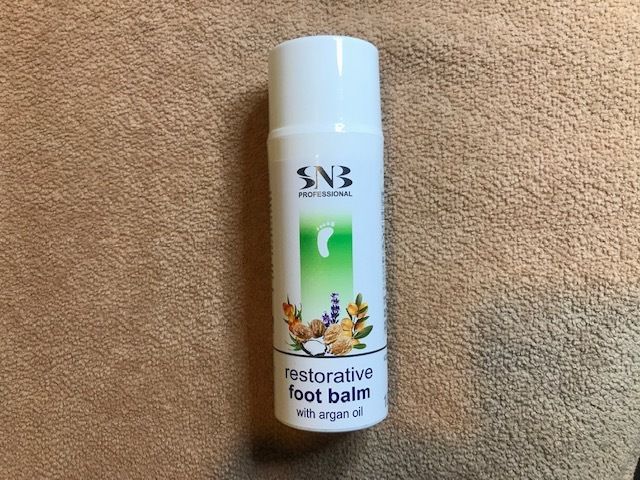 SNB
PROFESSIONAL
restorative
foot balm
with argan oil